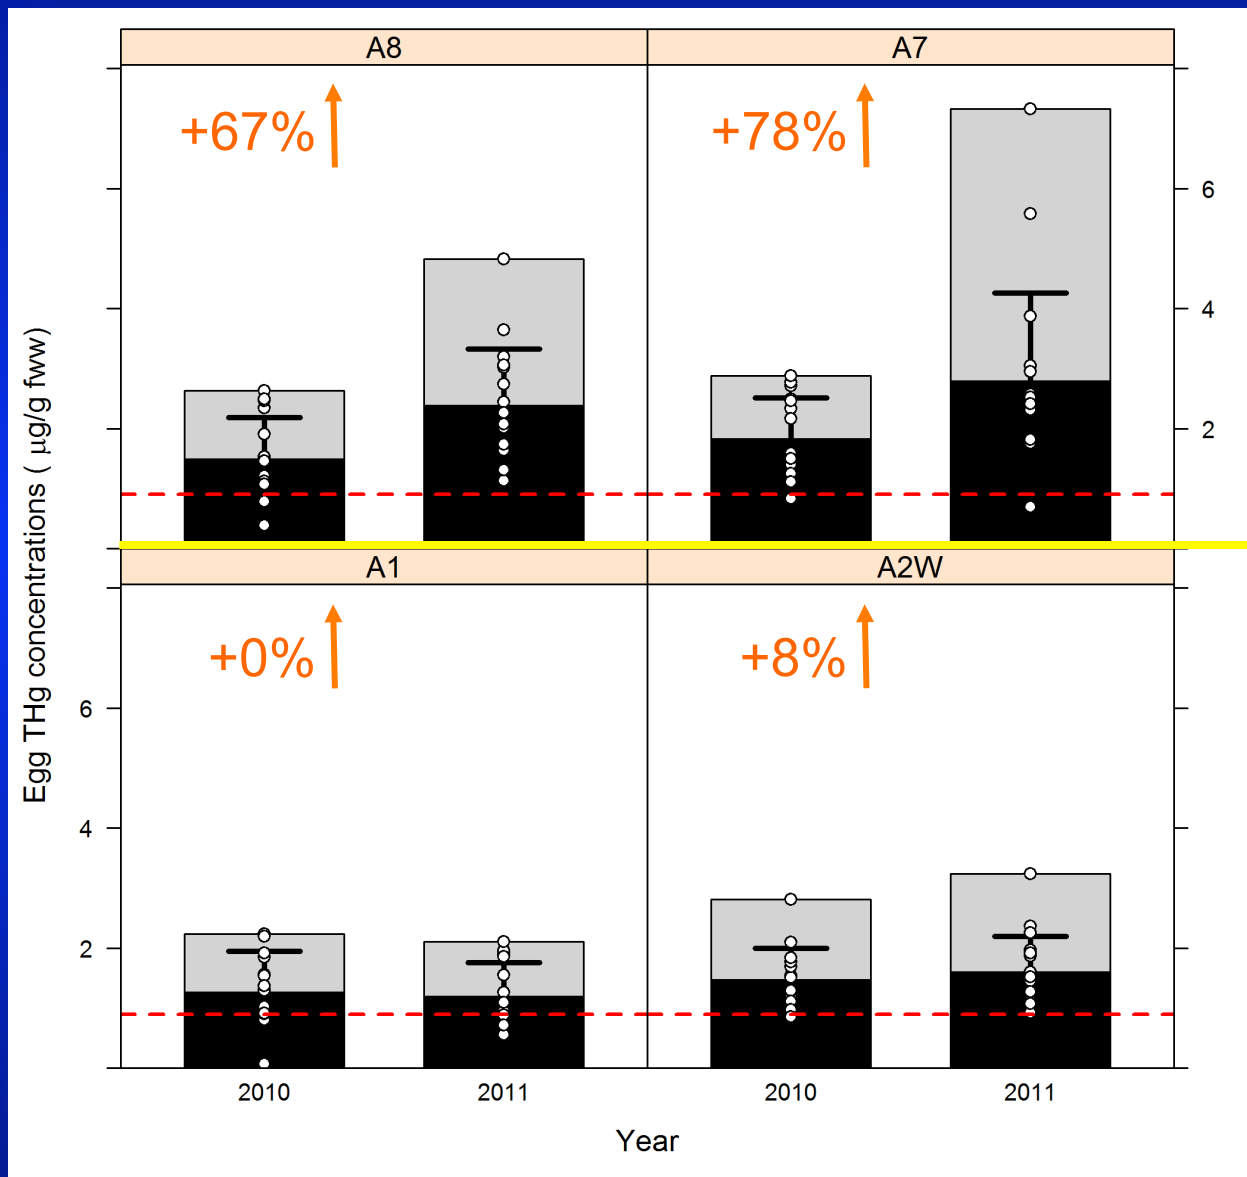 A8
A7
+67%
+78%
6
4
2
Egg THg concentrations ( μg/g fww)
A1
A2W
+0%
+8%
6
4
2
2010
2011
2010
2011
Year